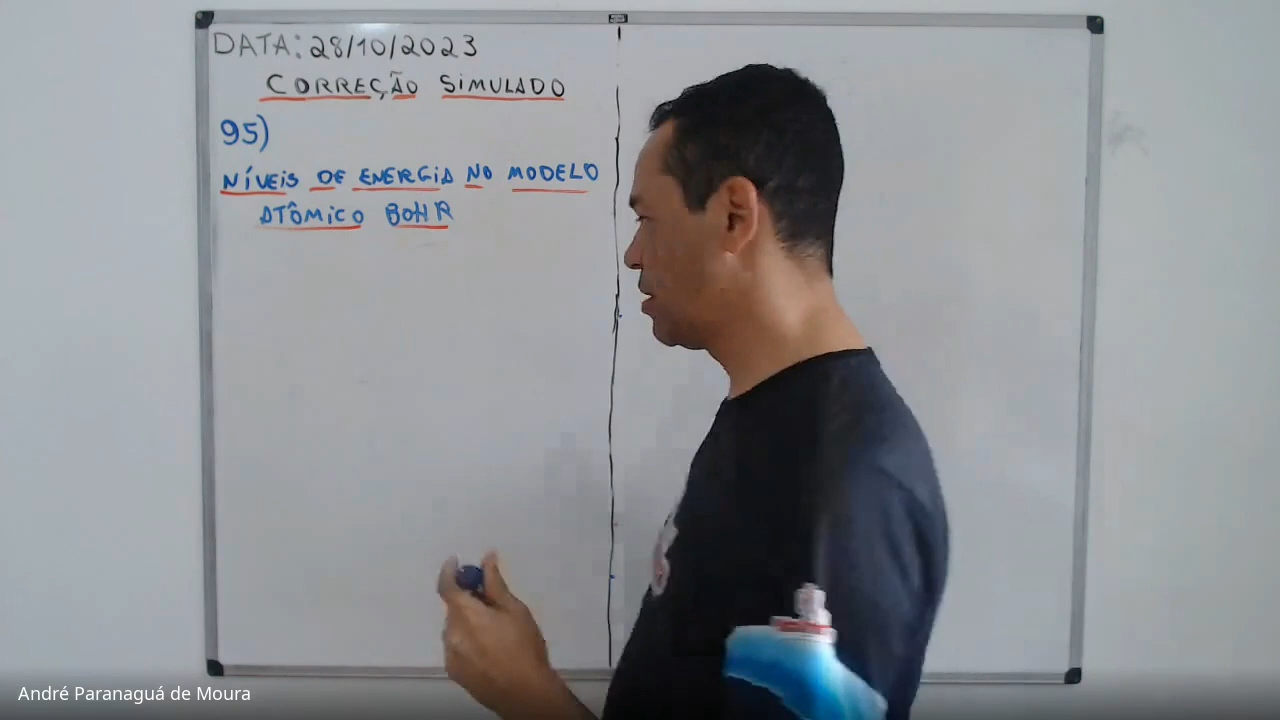 DATA: 28/10/2023
CORREÇÃO SIMULADO
95)
NÍVEIS DE ENERGIA NO MODELO
ATÔMICO BOHR
André Paranaguá de Moura